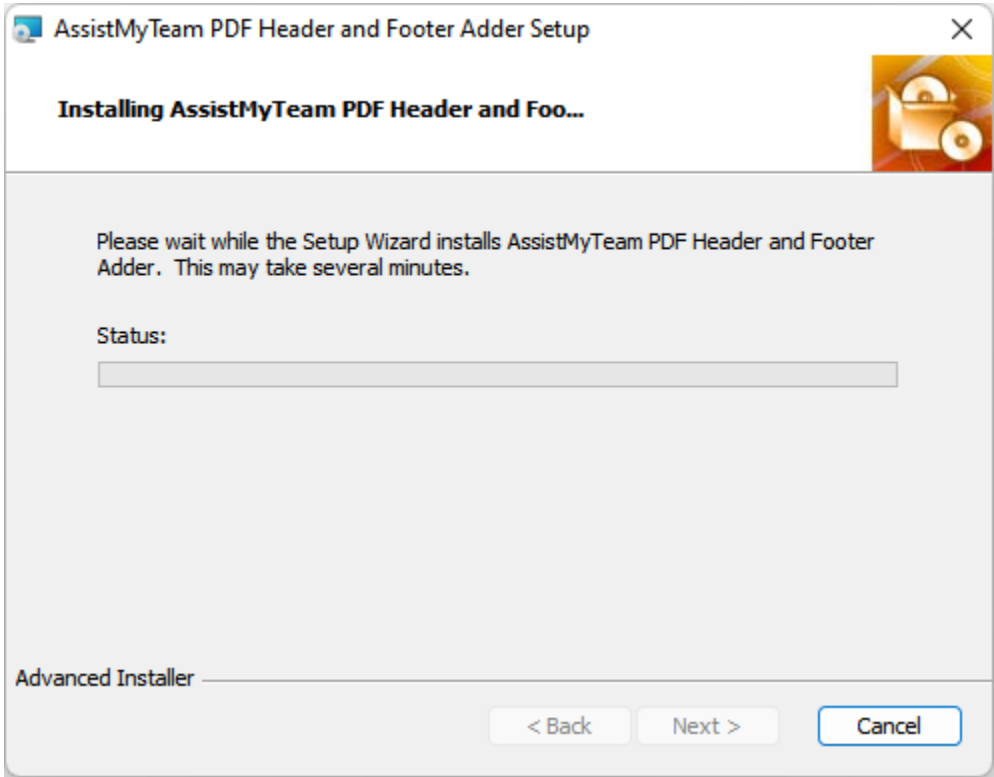 AssistMyTeam PDF Header and Footer Adder Setup
Installing AssistMyTeam PDF Header and Foo...
Please wait while the Setup Wizard installs AssistMyTeam PDF Header and Footer
Adder.  This may take several minutes.
Status:
Advanced Installer
< Back
Next >
Cancel